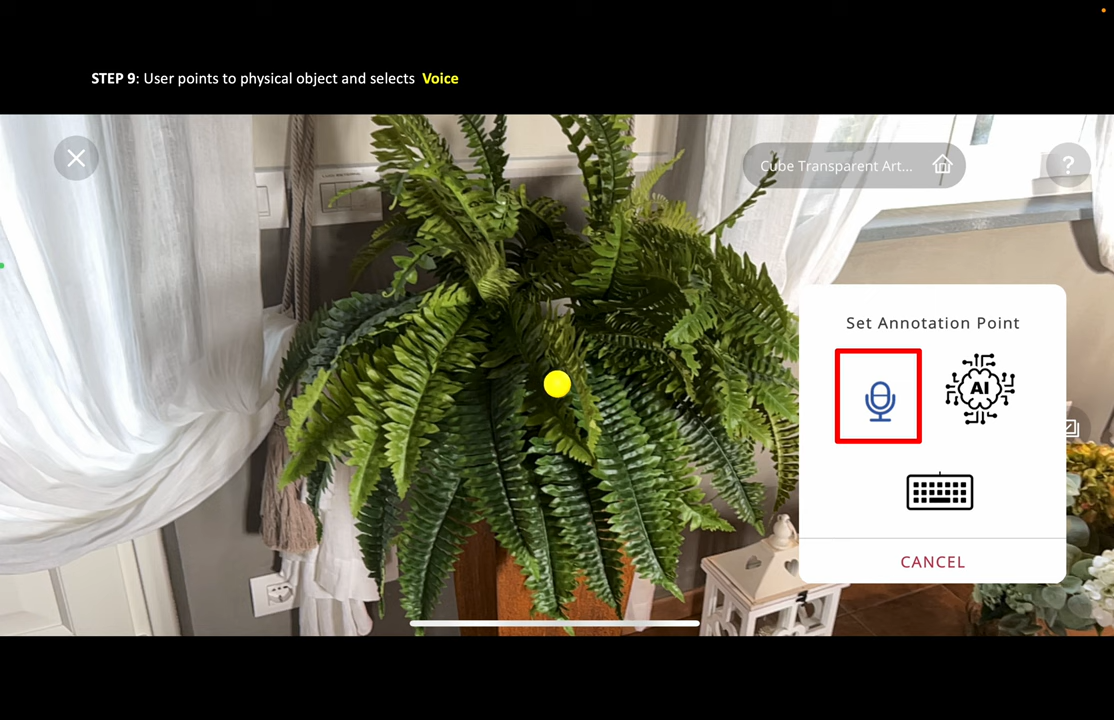 STEP 9: User points to physical object and selects Voice
Cube Transparent Art...
?
Set Annotation Point
AI
CANCEL